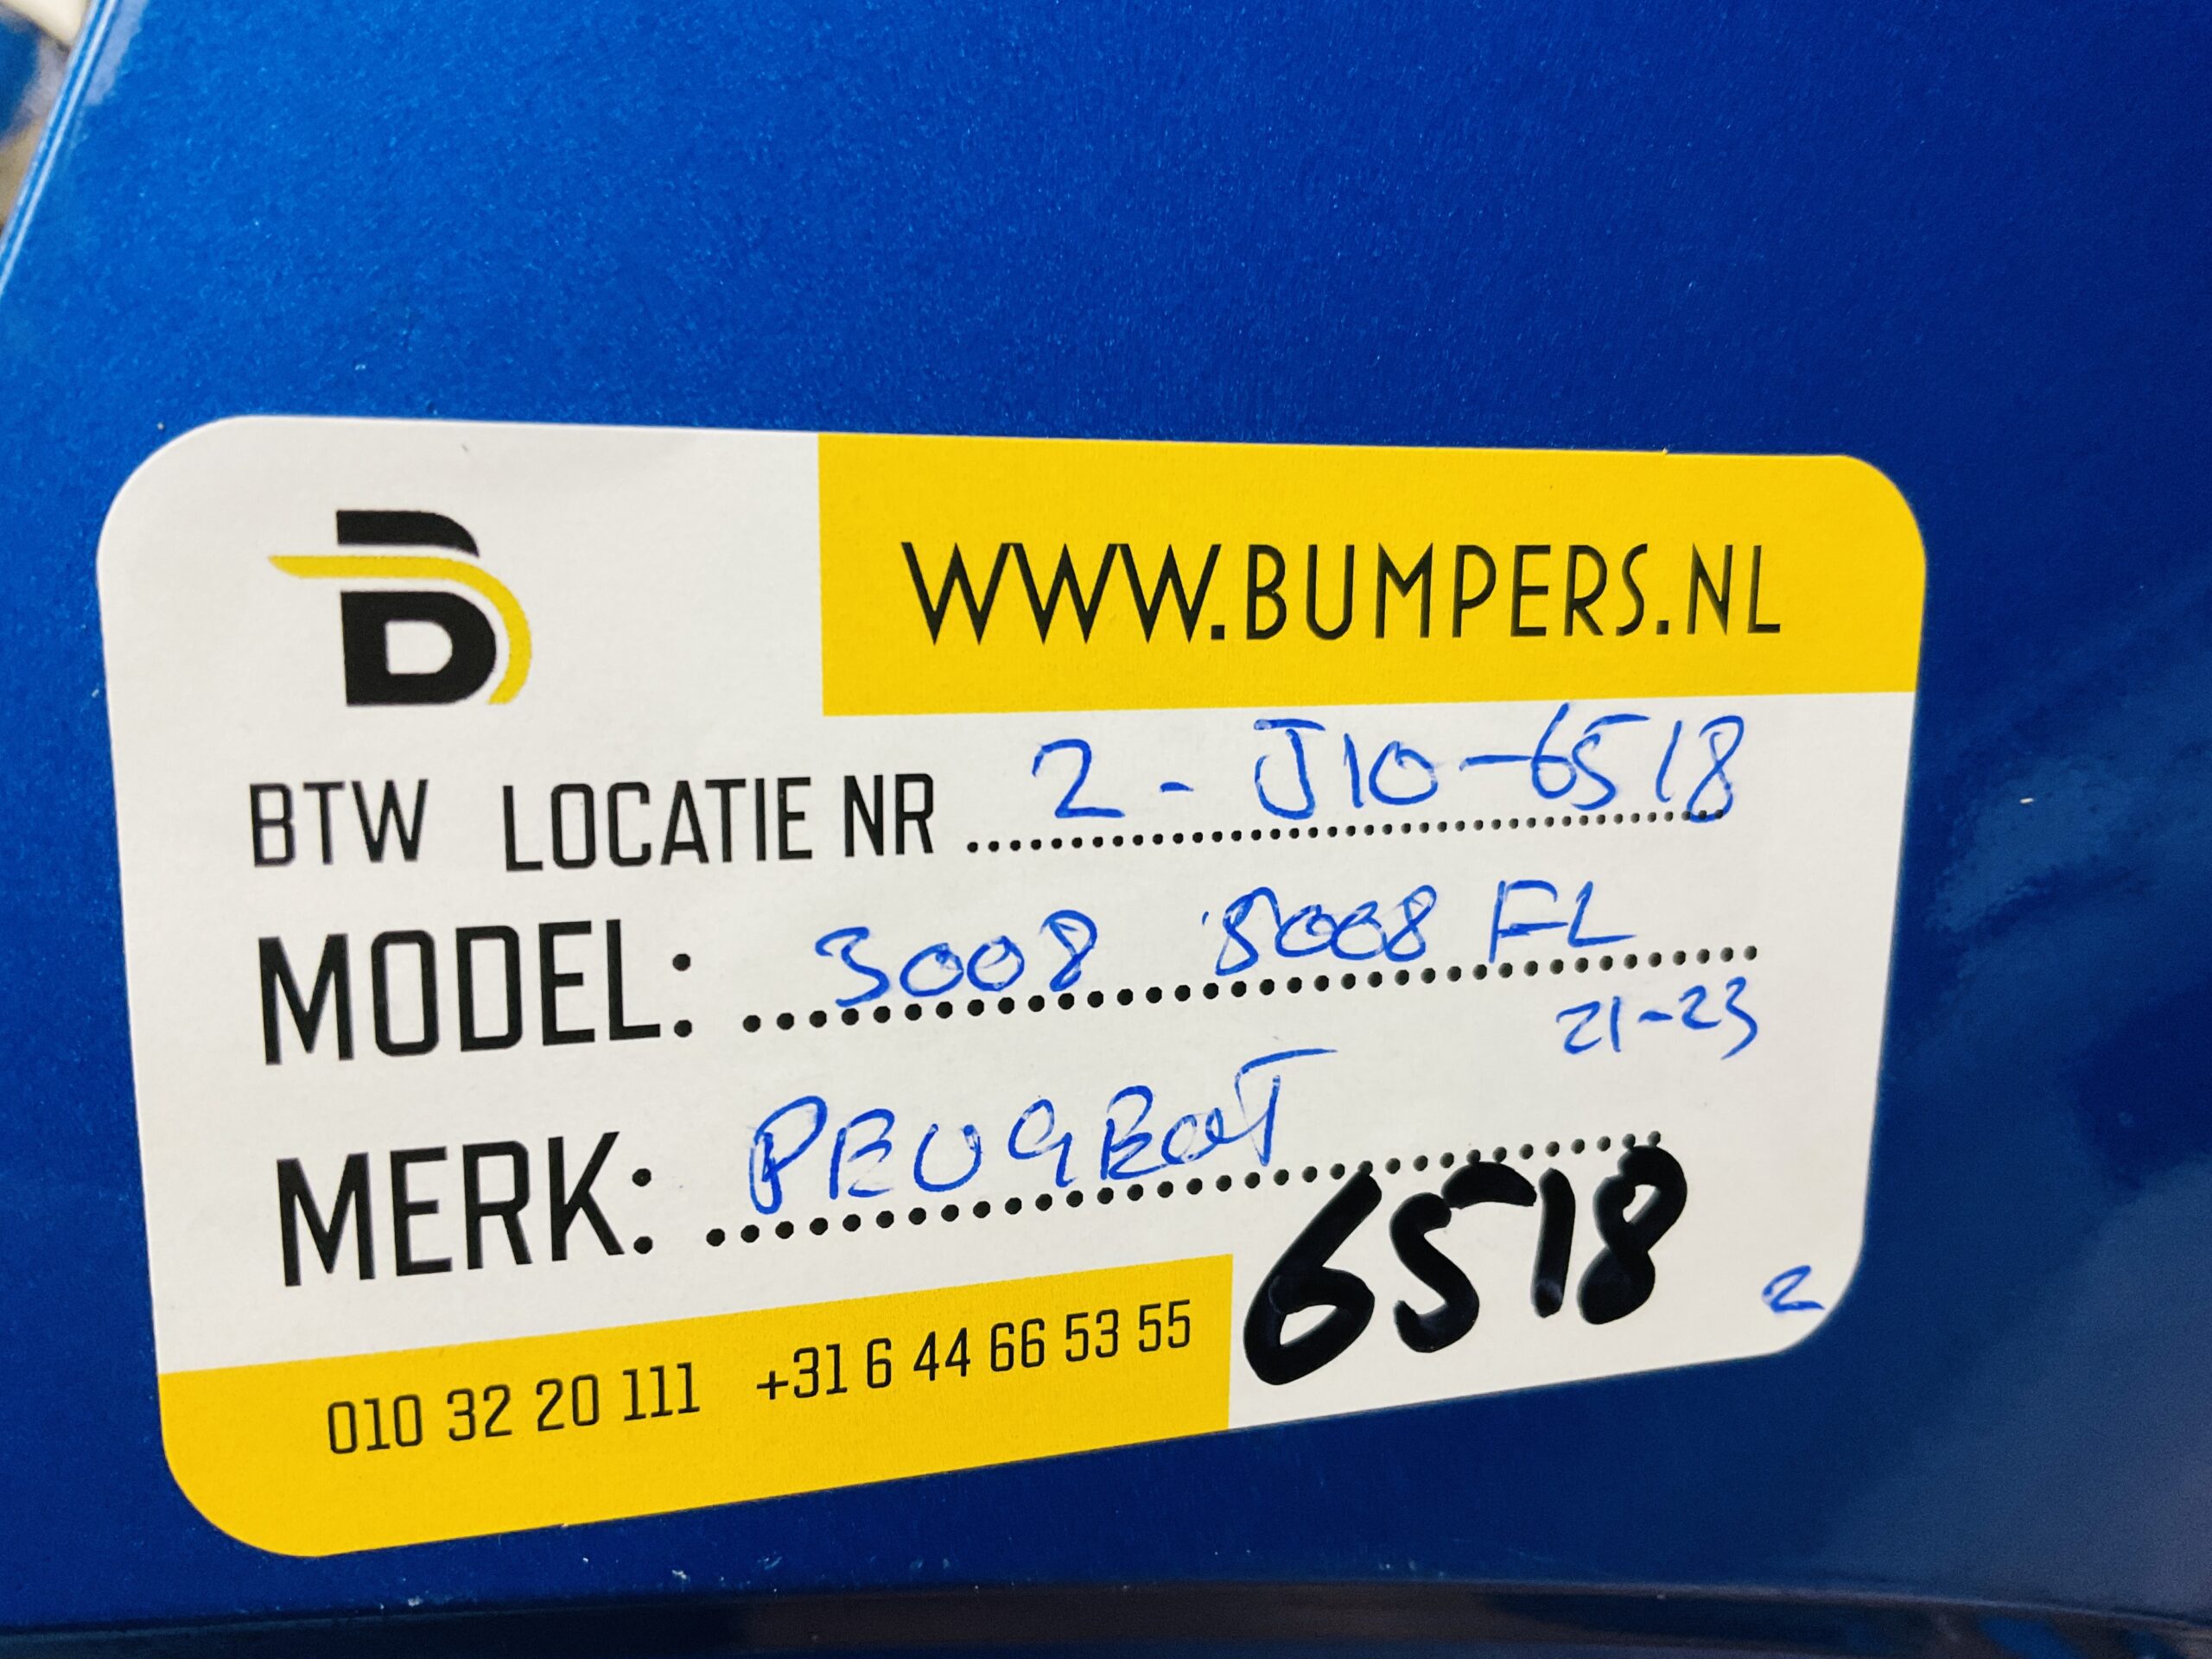 B
WWW.BUMPERS.NL
BTW LOCATIE NR 2 - J10-6518
MODEL: 3008 5008 FL
21-23
MERK: PEUGEOT
6518
2
010 32 20 111 +31 6 44 66 53 55